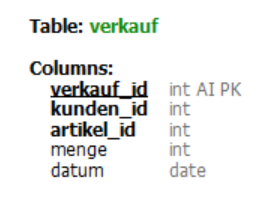 Table: verkauf
Columns:
verkauf_id int AI PK
kunden_id int
artikel_id int
menge int
datum date